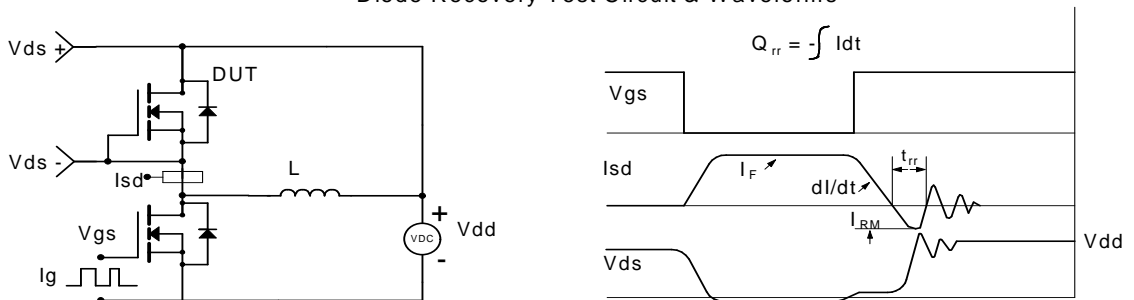 Diode Recovery Test Circuit & Waveforms
Vds +
DUT
Vds -
Isd
L
Vgs
Ig
+
VDC
-
Vdd
Q rr = - ∫ Idt
Vgs
Isd
I F
dI/dt
t rr
I RM
Vds
Vdd